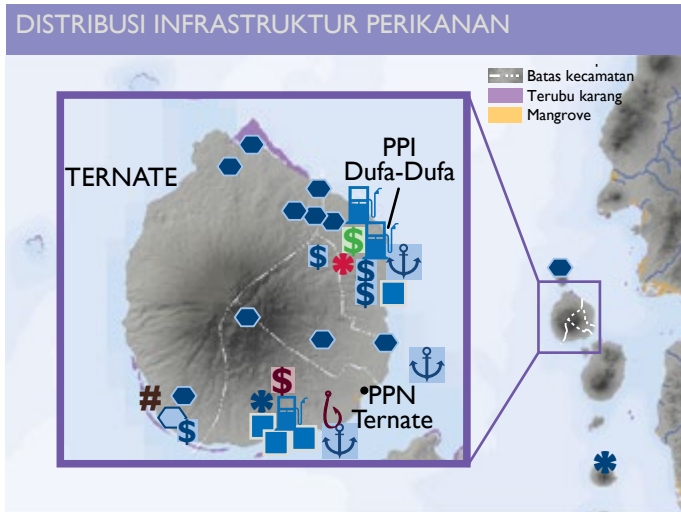 DISTRIBUSI INFRASTRUKTUR PERIKANAN
Batas kecamatan
Terubu karang
Mangrove
TERNATE
PPI
Dufa-Dufa
$
$
$
$
$
#
$
PPN
Ternate